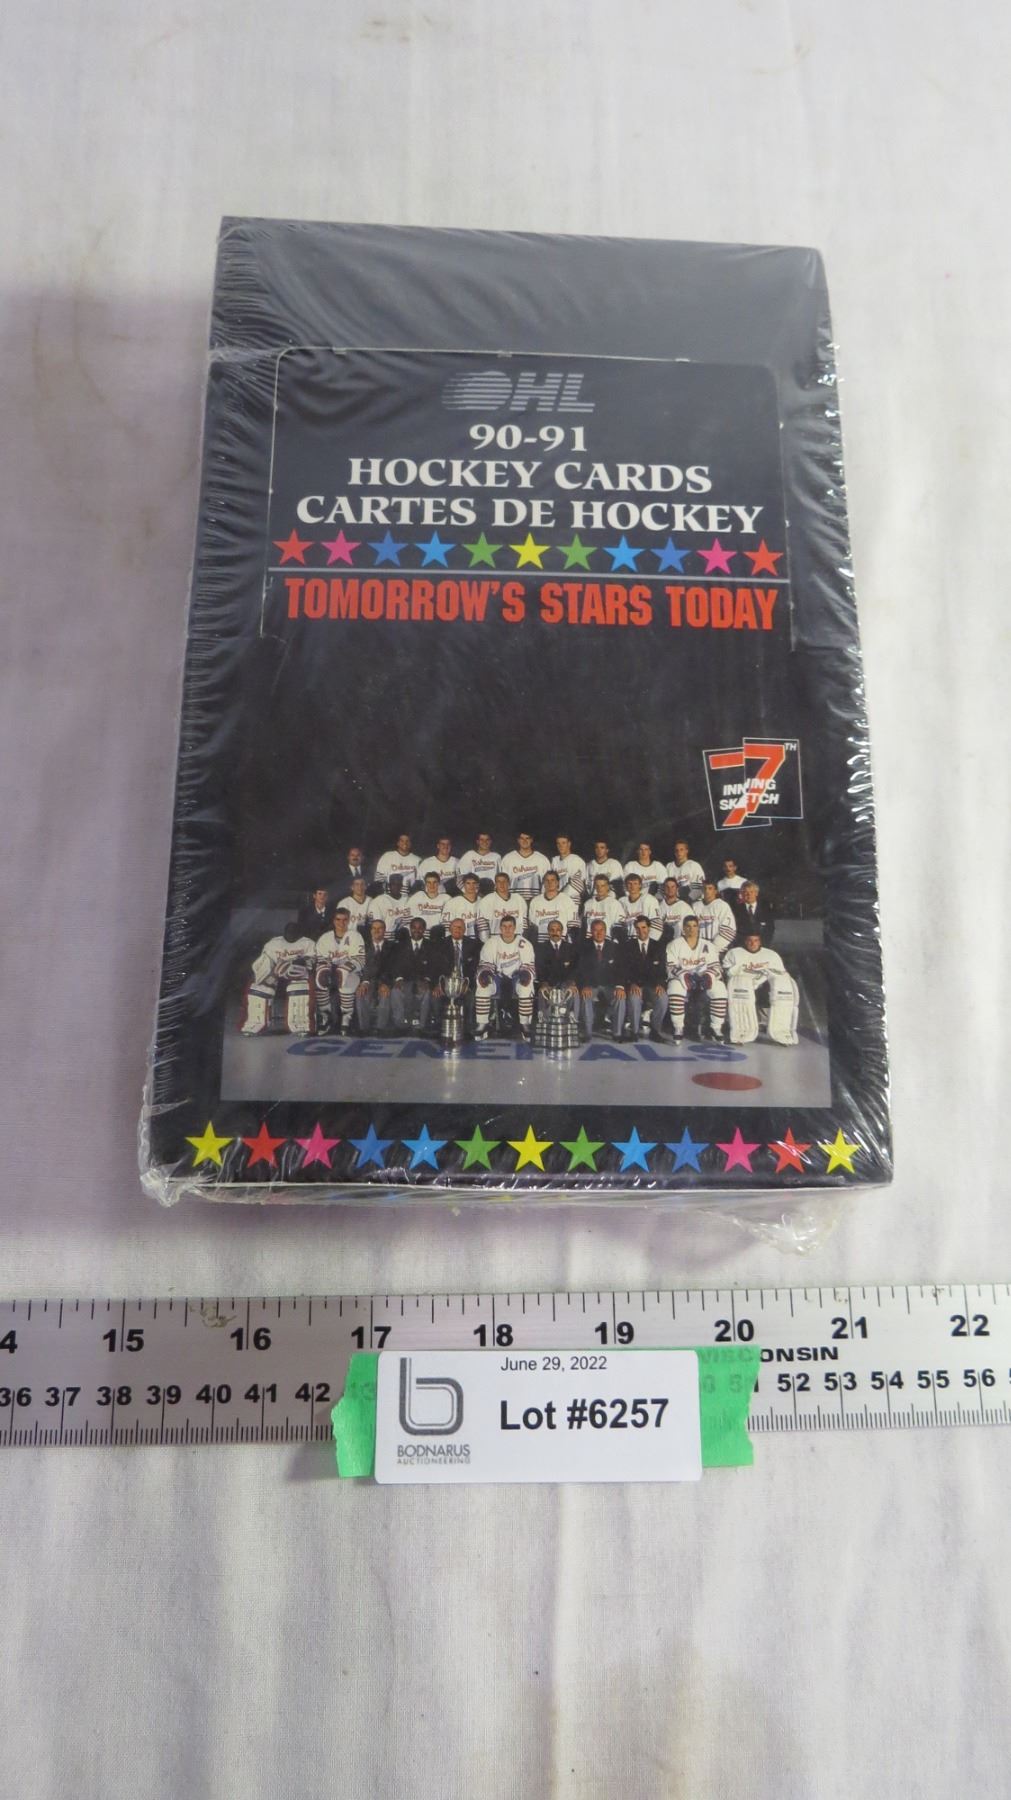 OHL
90-91
HOCKEY CARDS
CARTES DE HOCKEY
TOMORROW'S STARS TODAY
7TH
INNING
SKETCH
GENERALS
15 16 17 18 19 20 21 22
CONSIN
36 37 38 39 40 41 42 52 53 54 55 56
June 29, 2022
Lot #6257
BODNARUS
AUCTIONEERING